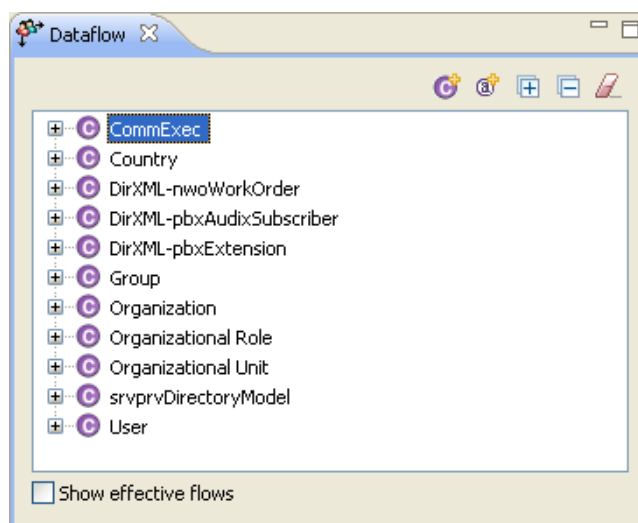 Dataflow
CommExec
Country
DirXML-nwoWorkOrder
DirXML-pbxAudixSubscriber
DirXML-pbxExtension
Group
Organization
Organizational Role
Organizational Unit
srvprvDirectoryModel
User
Show effective flows